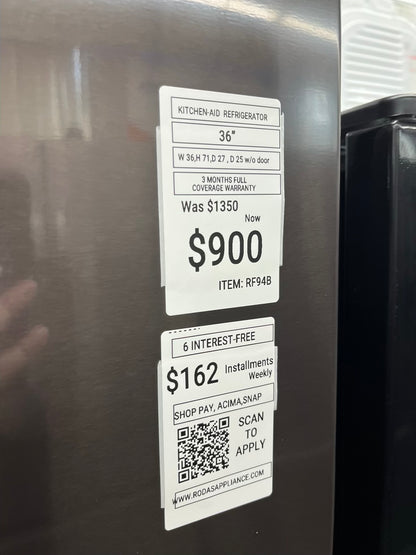 KITCHEN-AID REFRIGERATOR
36"
W 36,H 71,D 27 , D 25 w/o door
3 MONTHS FULL
COVERAGE WARRANTY
Was $1350
Now
$900
ITEM: RF94B
6 INTEREST-FREE
$162 Installments
Weekly
SHOP PAY, ACIMA,SNAP
SCAN
TO
APPLY
WWW.RODASAPPLIANCE.COM